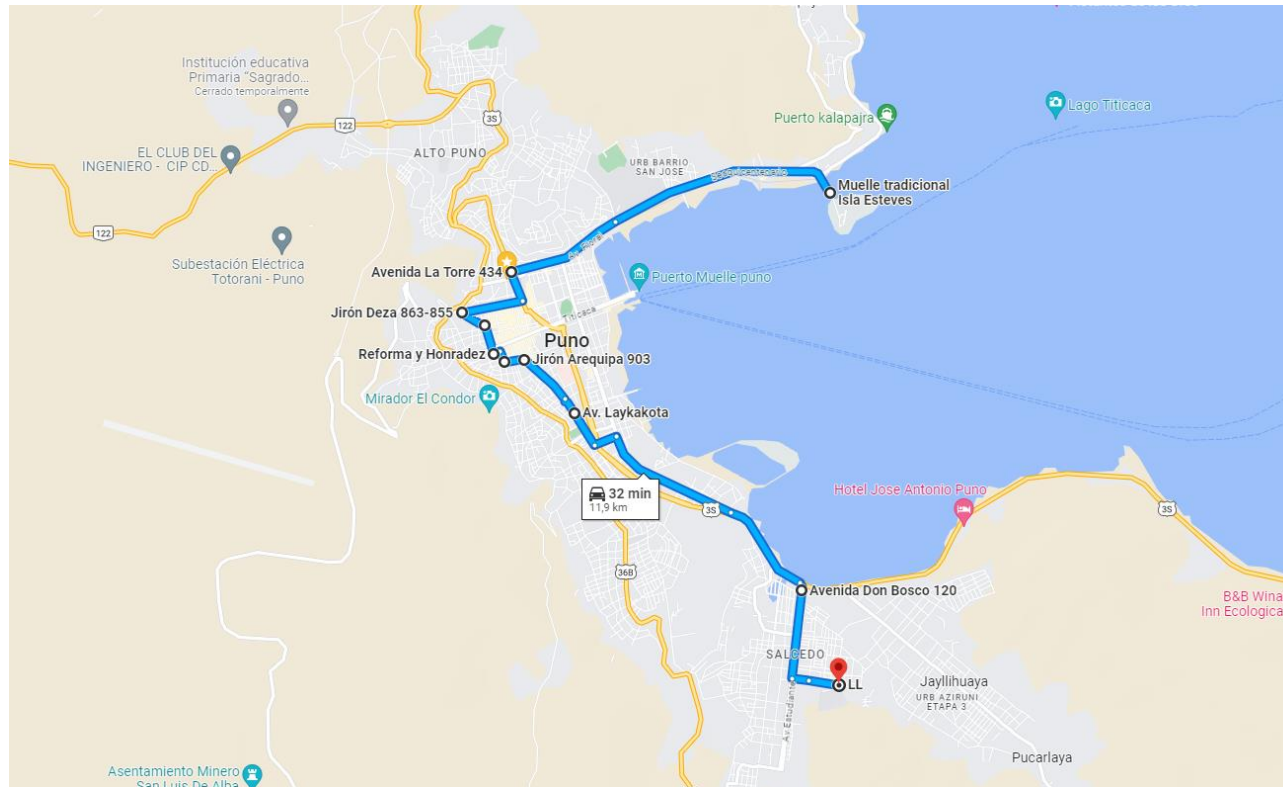 Institución educativa
Primaria "Sagrado...
Cerrado temporalmente
3S
122
Puerto kalapajra
Lago Titicaca
EL CLUB DEL
INGENIERO - CIP CD...
ALTO PUNO
URB BARRIO
SAN JOSE
Muelle tradicional
Isla Esteves
122
Subestación Eléctrica
Totorani - Puno
Avenida La Torre 434
Puerto Muelle puno
Jirón Deza 863-855
Titicaca
Puno
Reforma y Honradez
Jirón Arequipa 903
Mirador El Condor
Av. Laykakota
32 min
11,9 km
Hotel Jose Antonio Puno
3S
3S
36B
Avenida Don Bosco 120
B&B Wina
Inn Ecologica
SALCEDO
LL
Jayllihuaya
URB AZIRUNI
ETAPA 3
Av Estudiante
Pucarlaya
Asentamiento Minero
San Luis De Alba